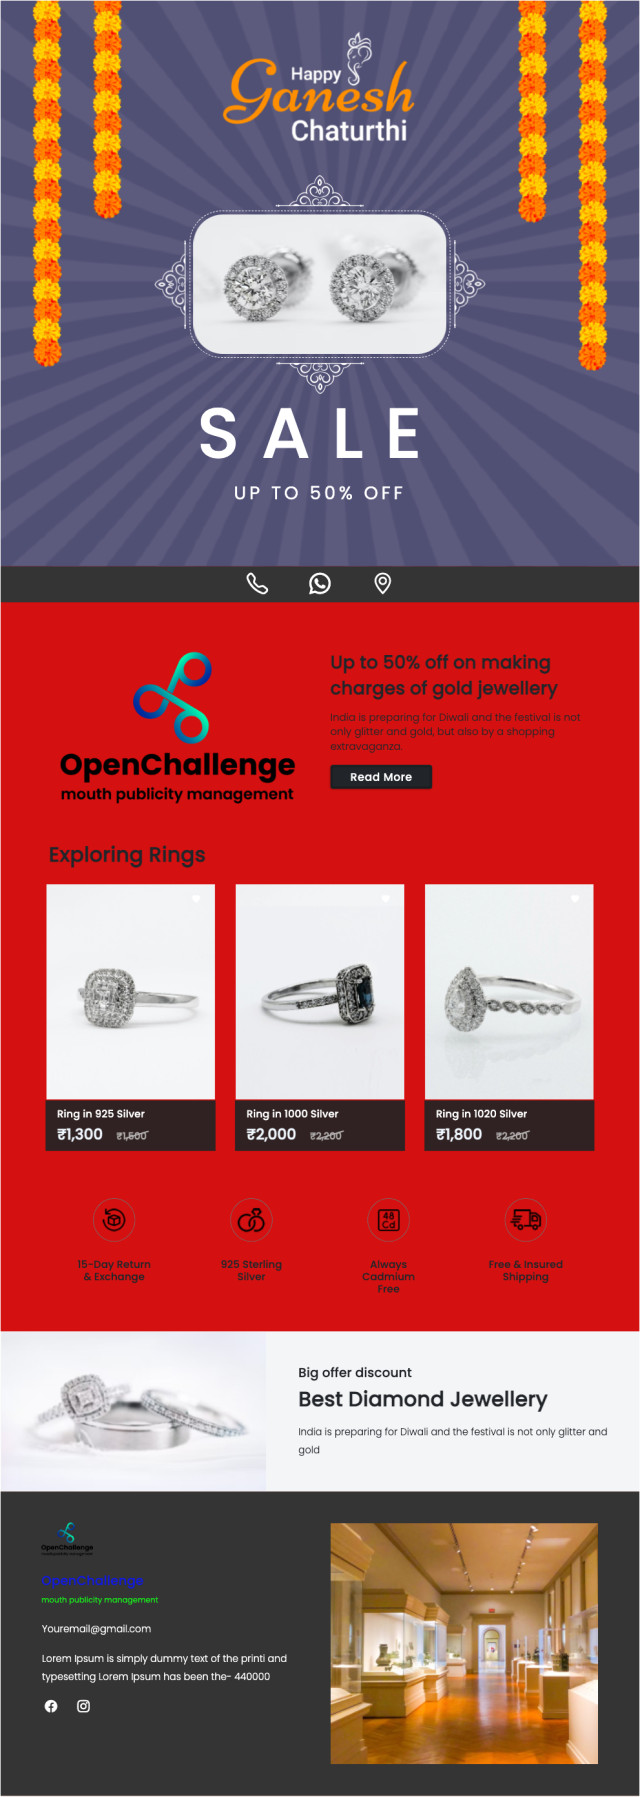 Happy
Ganesh
Chaturthi
SALE
UP TO 50% OFF
OpenChallenge
mouth publicity management
Up to 50% off on making
charges of gold jewellery
India is preparing for Diwali and the festival is not
only glitter and gold, but also by a shopping
extravaganza.
Read More
Exploring Rings
Ring in 925 Silver
₹1,300 ₹1,500
Ring in 1000 Silver
₹2,000 ₹2,200
Ring in 1020 Silver
₹1,800 ₹2,200
48
Cd
15-Day Return
& Exchange
925 Sterling
Silver
Always
Cadmium
Free
Free & Insured
Shipping
Big offer discount
Best Diamond Jewellery
India is preparing for Diwali and the festival is not only glitter and
gold
OpenChallenge
mouth publicity management
OpenChallenge
mouth publicity management
Youremail@gmail.com
Lorem Ipsum is simply dummy text of the printi and
typesetting Lorem Ipsum has been the- 440000